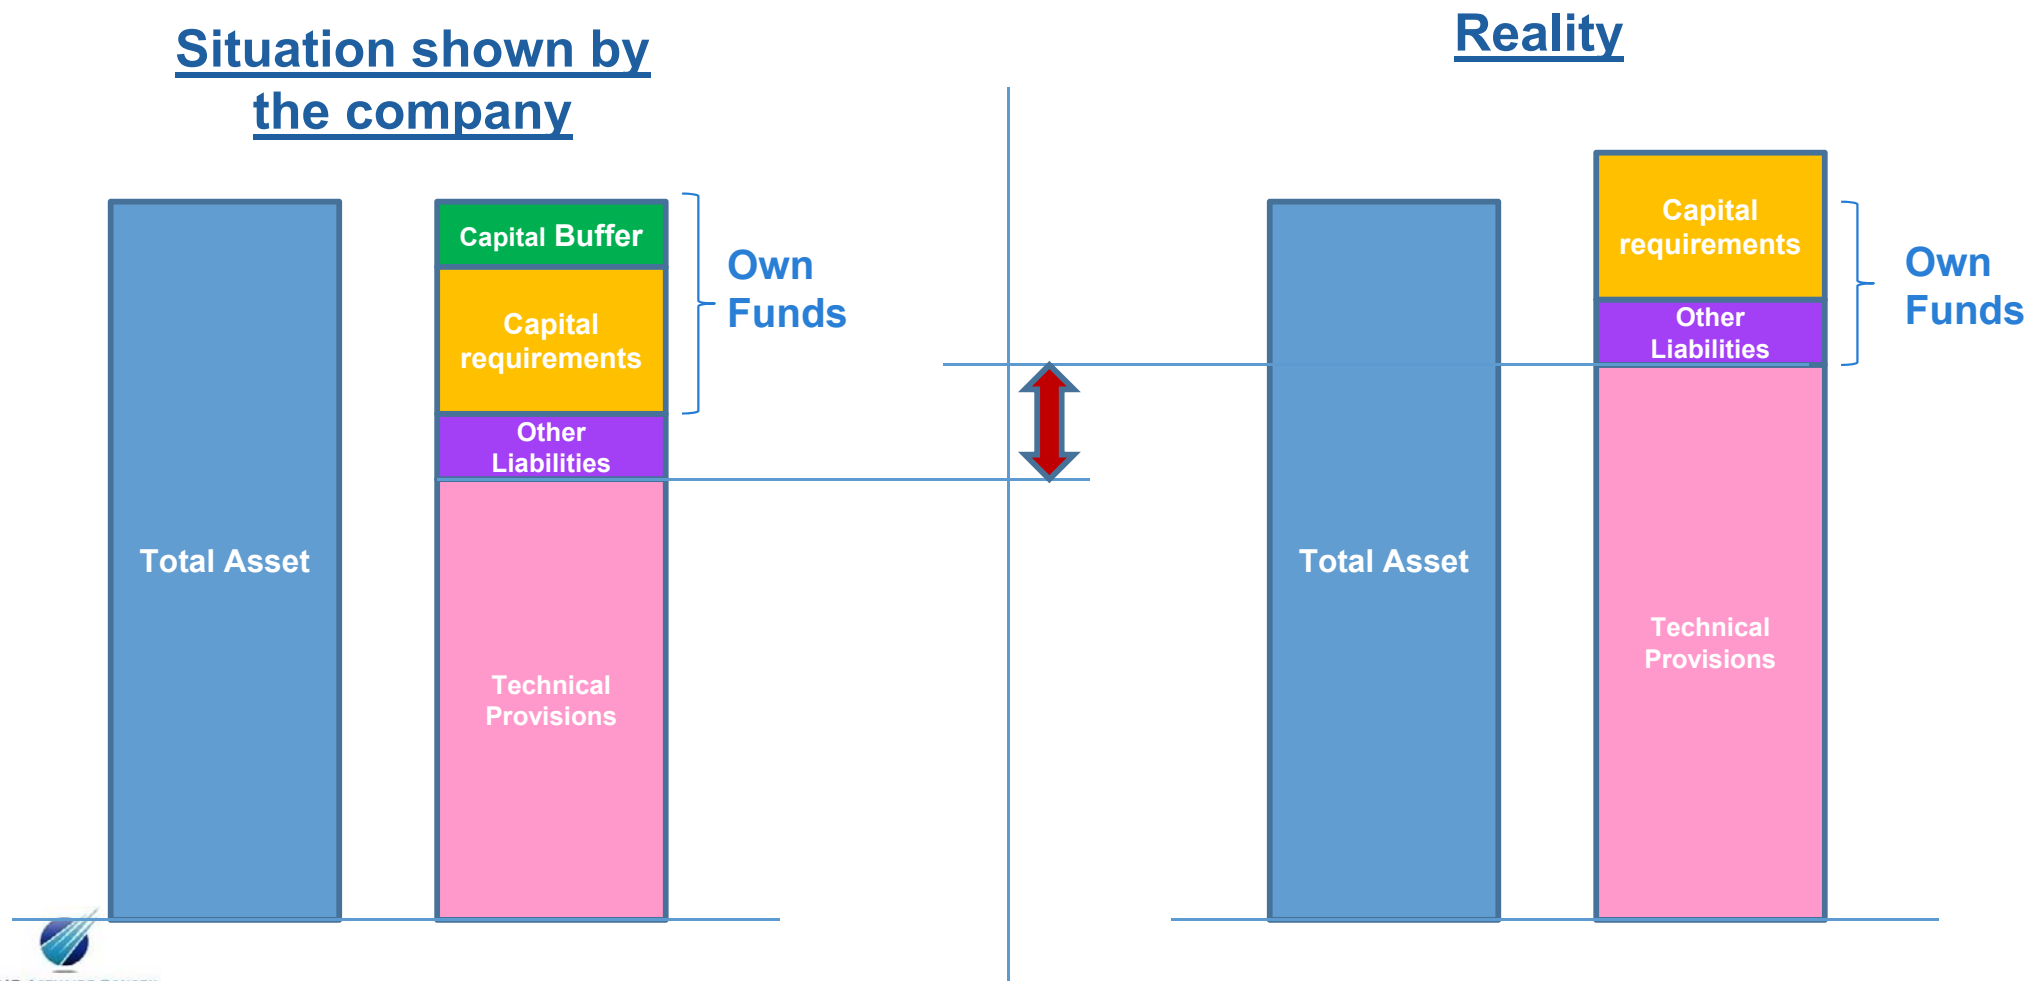 Situation shown by
the company
Reality
Total Asset
Capital Buffer
Capital
requirements
Other
Liabilities
Technical
Provisions
Own
Funds
Total Asset
Capital
requirements
Other
Liabilities
Technical
Provisions
Own
Funds